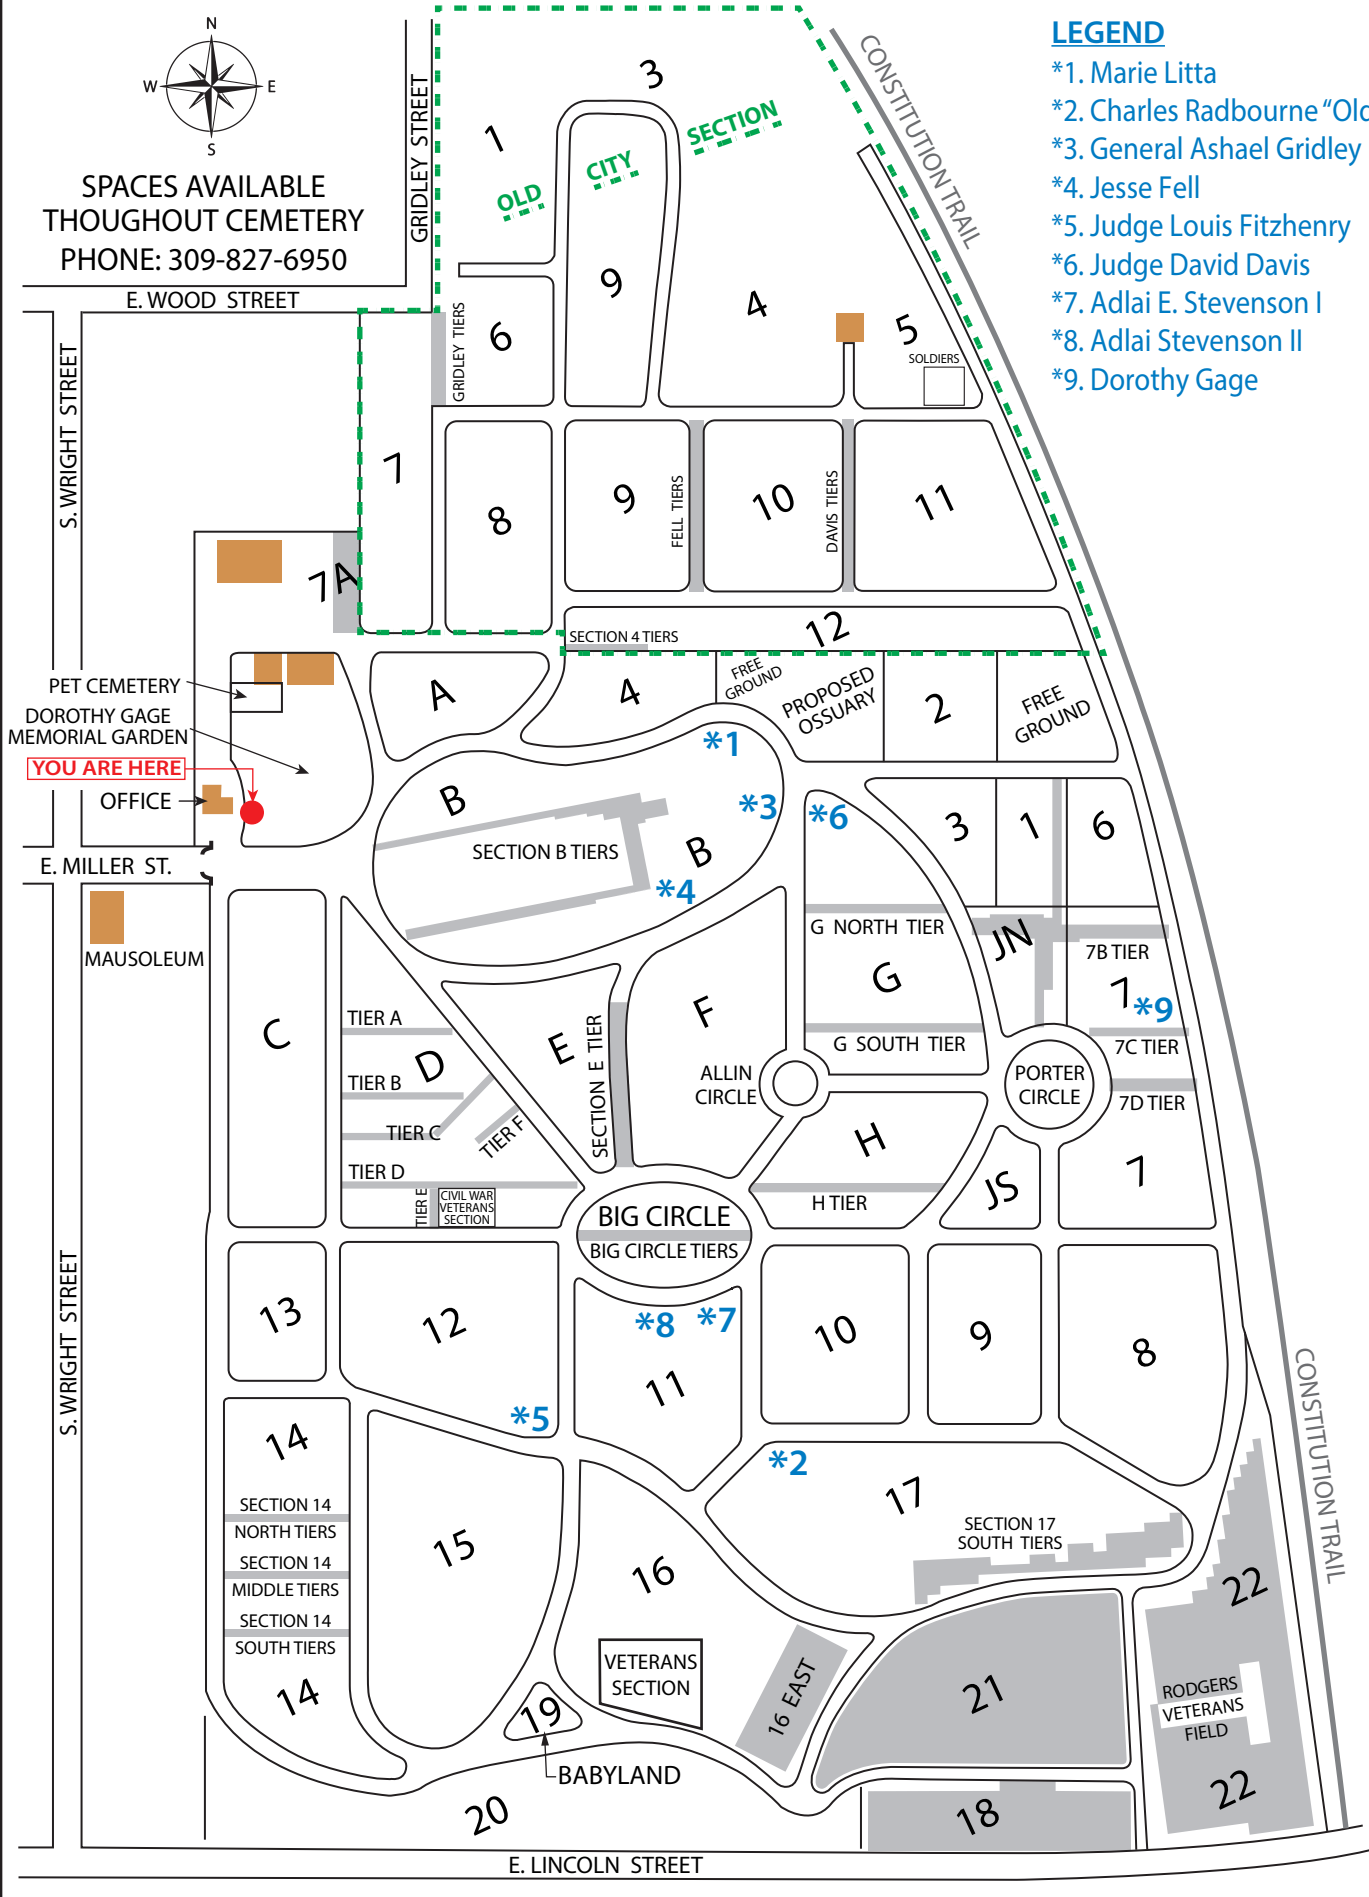 N
W E
S
SPACES AVAILABLE
THOUGHOUT CEMETERY
PHONE: 309-827-6950
LEGEND
*1. Marie Litta
*2. Charles Radbourne “Old
*3. General Ashael Gridley
*4. Jesse Fell
*5. Judge Louis Fitzhenry
*6. Judge David Davis
*7. Adlai E. Stevenson I
*8. Adlai Stevenson II
*9. Dorothy Gage
GRIDLEY STREET
CONSTITUTION TRAIL
3
1
OLD CITY SECTION
9
4
5
SOLDIERS
6
GRIDLEY TIERS
E. WOOD STREET
S. WRIGHT STREET
7
8
9
FELL TIERS
10
DAVIS TIERS
11
7A
12
SECTION 4 TIERS
PET CEMETERY
DOROTHY GAGE
MEMORIAL GARDEN
YOU ARE HERE
OFFICE
A
4
FREE
GROUND
PROPOSED
OSSUARY
2
FREE
GROUND
*1
B
*3
*6
SECTION B TIERS
B
*4
3
1
6
E. MILLER ST.
MAUSOLEUM
G NORTH TIER
JN
7B TIER
G
7
*9
C
TIER A
D
TIER B
TIER C
TIER F
TIER D
TIER E
CIVIL WAR
VETERANS
SECTION
E
SECTION E TIER
F
ALLIN
CIRCLE
G SOUTH TIER
7C TIER
PORTER
CIRCLE
7D TIER
H
H TIER
JS
7
BIG CIRCLE
BIG CIRCLE TIERS
S. WRIGHT STREET
13
12
*5
*8
*7
11
10
9
8
CONSTITUTION TRAIL
14
SECTION 14
NORTH TIERS
SECTION 14
MIDDLE TIERS
SECTION 14
SOUTH TIERS
14
15
*2
17
SECTION 17
SOUTH TIERS
16
VETERANS
SECTION
16 EAST
19
BABYLAND
20
21
22
RODGERS
VETERANS
FIELD
22
18
E. LINCOLN STREET